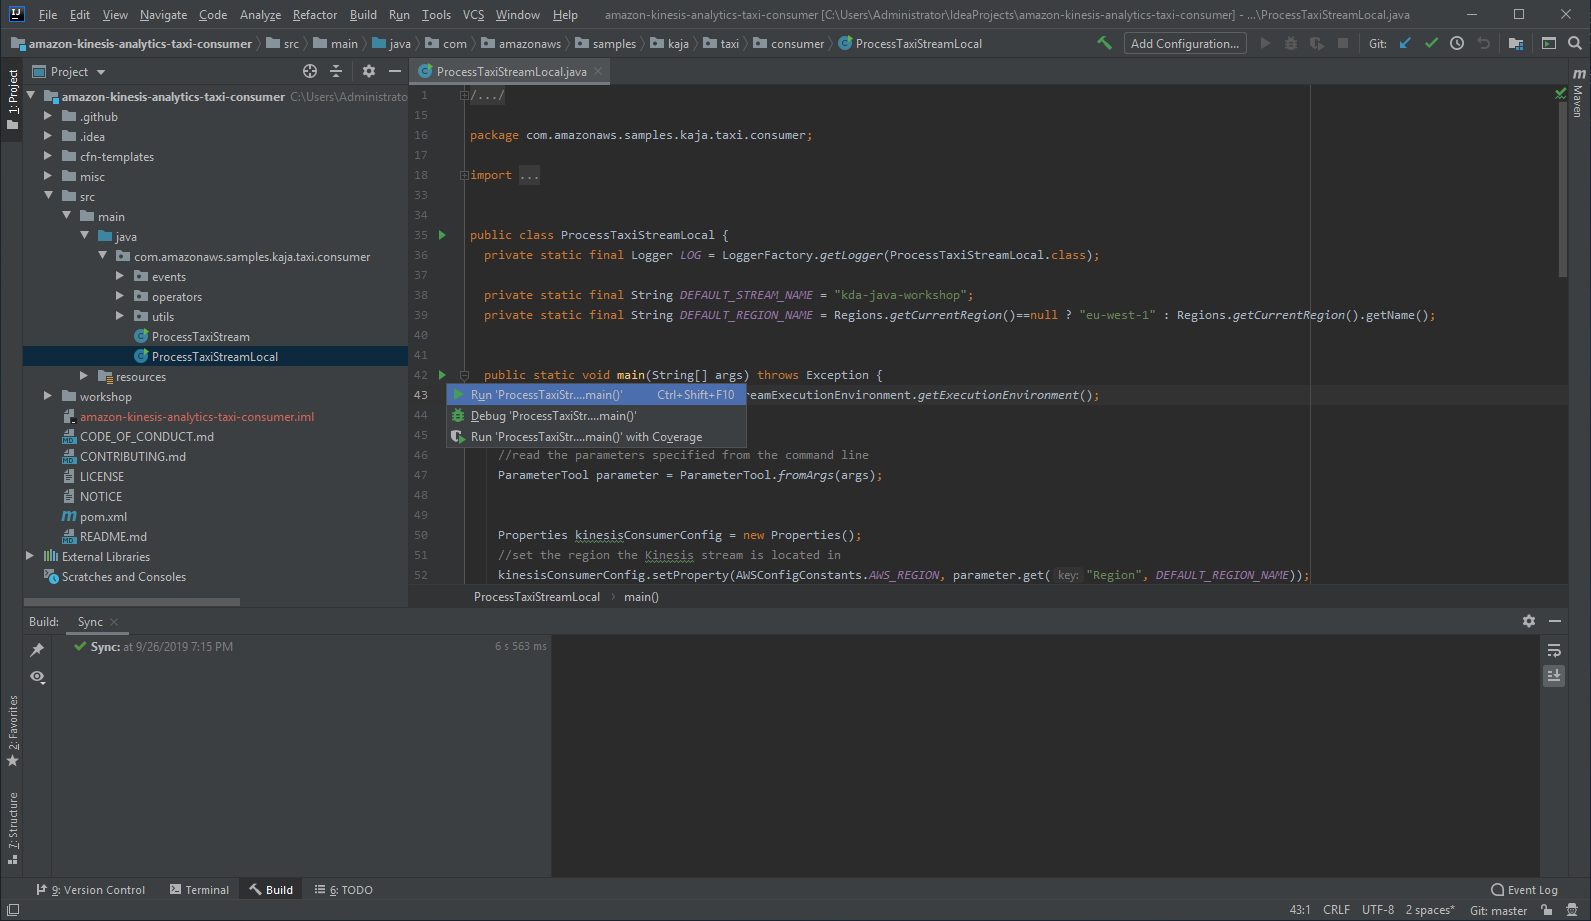 File Edit View Navigate Code Analyze Refactor Build Run Tools VCS Window Help amazon-kinesis-analytics-taxi-consumer [C:\Users\Administrator\IdeaProjects\amazon-kinesis-analytics-taxi-consumer] - ...\ProcessTaxiStreamLocal.java
amazon-kinesis-analytics-taxi-consumer src main java com amazonaws samples kaja taxi consumer ProcessTaxiStreamLocal Add Configuration... Git:
Project
ProcessTaxiStreamLocal.java
1: Project
Maven
amazon-kinesis-analytics-taxi-consumer C:\Users\Administrato
.github
.idea
cfn-templates
misc
src
main
java
com.amazonaws.samples.kaja.taxi.consumer
events
operators
utils
ProcessTaxiStream
ProcessTaxiStreamLocal
resources
workshop
amazon-kinesis-analytics-taxi-consumer.iml
CODE_OF_CONDUCT.md
CONTRIBUTING.md
LICENSE
NOTICE
pom.xml
README.md
External Libraries
Scratches and Consoles
1 /.../
15
16 package com.amazonaws.samples.kaja.taxi.consumer;
17
18 import ...
33
34
35 public class ProcessTaxiStreamLocal {
36 private static final Logger LOG = LoggerFactory.getLogger(ProcessTaxiStreamLocal.class);
37
38 private static final String DEFAULT_STREAM_NAME = "kda-java-workshop";
39 private static final String DEFAULT_REGION_NAME = Regions.getCurrentRegion()==null ? "eu-west-1" : Regions.getCurrentRegion().getName();
40
41
42 public static void main(String[] args) throws Exception {
43 reamExecutionEnvironment.getExecutionEnvironment();
Run 'ProcessTaxiStr....main()' Ctrl+Shift+F10
44
Debug 'ProcessTaxiStr....main()'
45
Run 'ProcessTaxiStr....main()' with Coverage
46 //read the parameters specified from the command line
47 ParameterTool parameter = ParameterTool.fromArgs(args);
48
49
50 Properties kinesisConsumerConfig = new Properties();
51 //set the region the Kinesis stream is located in
52 kinesisConsumerConfig.setProperty(AWSConfigConstants.AWS_REGION, parameter.get( key: "Region", DEFAULT_REGION_NAME));
ProcessTaxiStreamLocal main()
Build: Sync
Sync: at 9/26/2019 7:15 PM 6 s 563 ms
2: Favorites
7: Structure
9: Version Control Terminal Build 6: TODO Event Log
43:1 CRLF UTF-8 2 spaces* Git: master